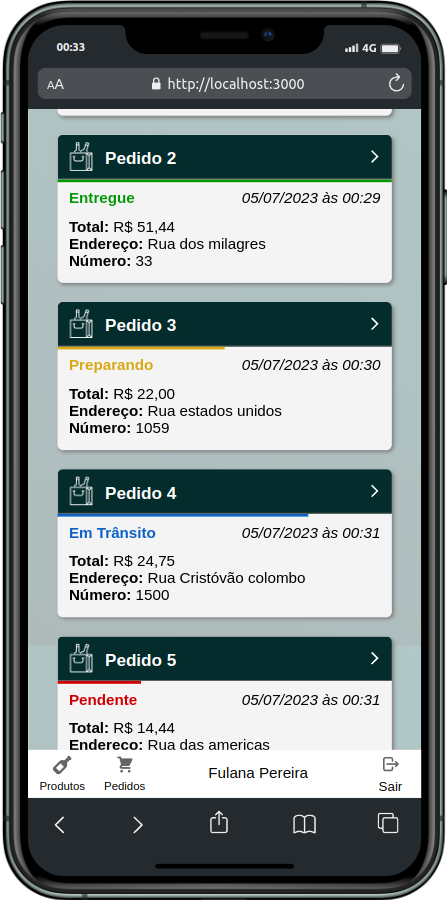 00:33
4G
AA
http://localhost:3000
Pedido 2
Entregue 05/07/2023 às 00:29
Total: R$ 51,44
Endereço: Rua dos milagres
Número: 33
Pedido 3
Preparando 05/07/2023 às 00:30
Total: R$ 22,00
Endereço: Rua estados unidos
Número: 1059
Pedido 4
Em Trânsito 05/07/2023 às 00:31
Total: R$ 24,75
Endereço: Rua Cristóvão colombo
Número: 1500
Pedido 5
Pendente 05/07/2023 às 00:31
Total: R$ 14,44
Endereço: Rua das americas
Produtos
Pedidos
Fulana Pereira
Sair